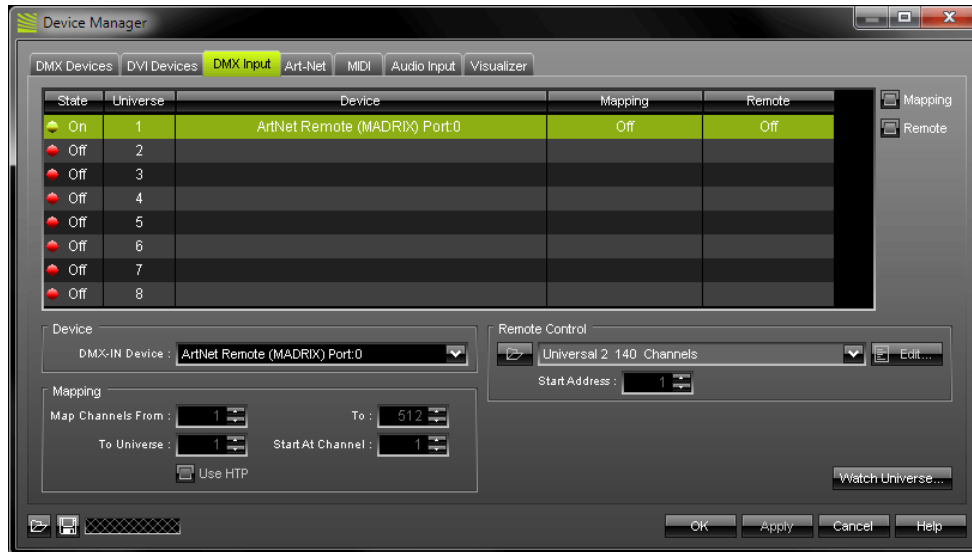 Device Manager
DMX Devices DVI Devices DMX Input Art-Net MIDI Audio Input Visualizer
State Universe Device Mapping Remote
On 1 ArtNet Remote (MADRIX) Port:0 Off Off
Off 2
Off 3
Off 4
Off 5
Off 6
Off 7
Off 8
Mapping
Remote
Device
DMX-IN Device : ArtNet Remote (MADRIX) Port:0
Mapping
Map Channels From : 1 To : 512
To Universe : 1 Start At Channel : 1
Use HTP
Remote Control
Universal 2 140 Channels Edit...
Start Address : 1
Watch Universe...
OK Apply Cancel Help